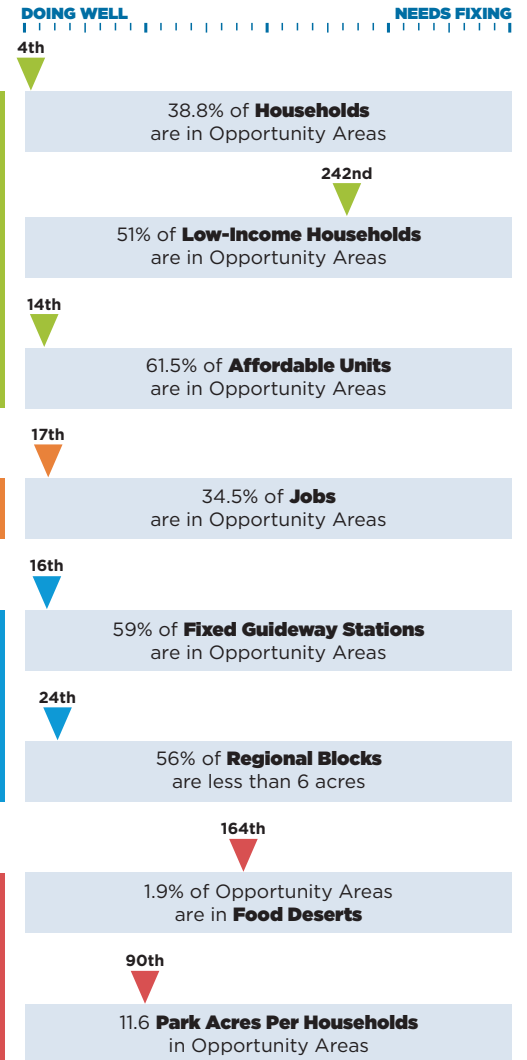 DOING WELL NEEDS FIXING
4th
38.8% of Households
are in Opportunity Areas
242nd
51% of Low-Income Households
are in Opportunity Areas
14th
61.5% of Affordable Units
are in Opportunity Areas
17th
34.5% of Jobs
are in Opportunity Areas
16th
59% of Fixed Guideway Stations
are in Opportunity Areas
24th
56% of Regional Blocks
are less than 6 acres
164th
1.9% of Opportunity Areas
are in Food Deserts
90th
11.6 Park Acres Per Households
in Opportunity Areas